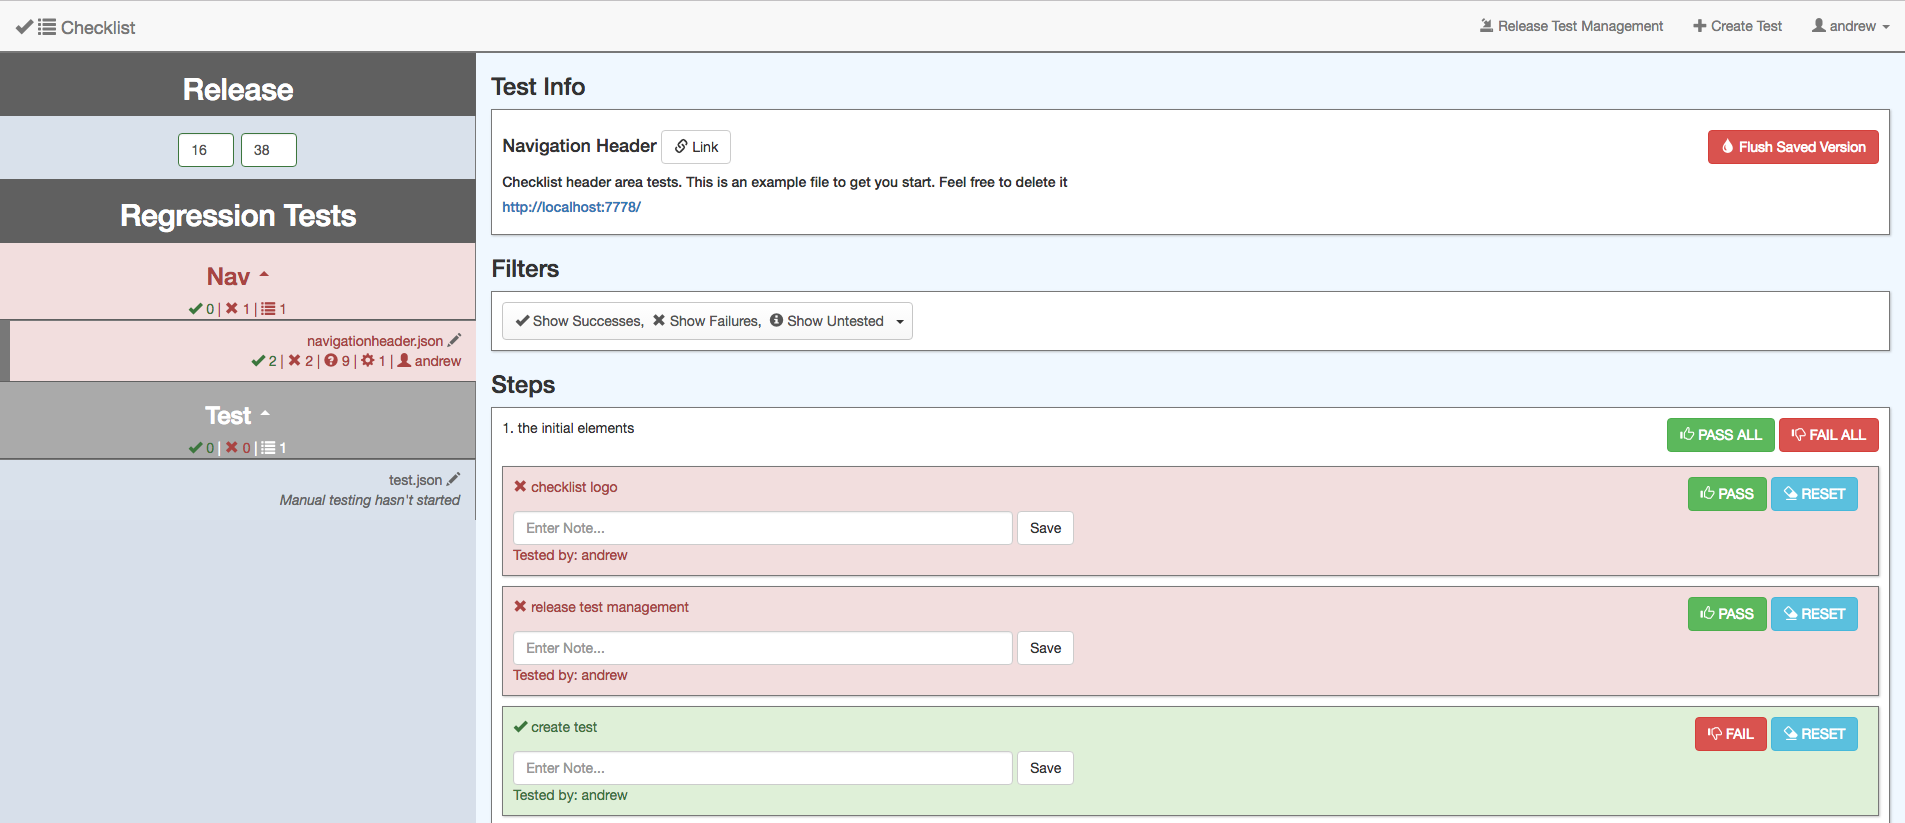 Checklist
Release Test Management
Create Test
andrew
Release
16 38
Regression Tests
Nav
0 | 1 | 1
navigationheader.json
2 | 2 | 9 | 1 | andrew
Test
0 | 0 | 1
test.json
Manual testing hasn't started
Test Info
Navigation Header Link
Flush Saved Version
Checklist header area tests. This is an example file to get you start. Feel free to delete it
http://localhost:7778/
Filters
Show Successes, Show Failures, Show Untested
Steps
1. the initial elements
PASS ALL FAIL ALL
checklist logo
PASS RESET
Enter Note... Save
Tested by: andrew
release test management
PASS RESET
Enter Note... Save
Tested by: andrew
create test
FAIL RESET
Enter Note... Save
Tested by: andrew